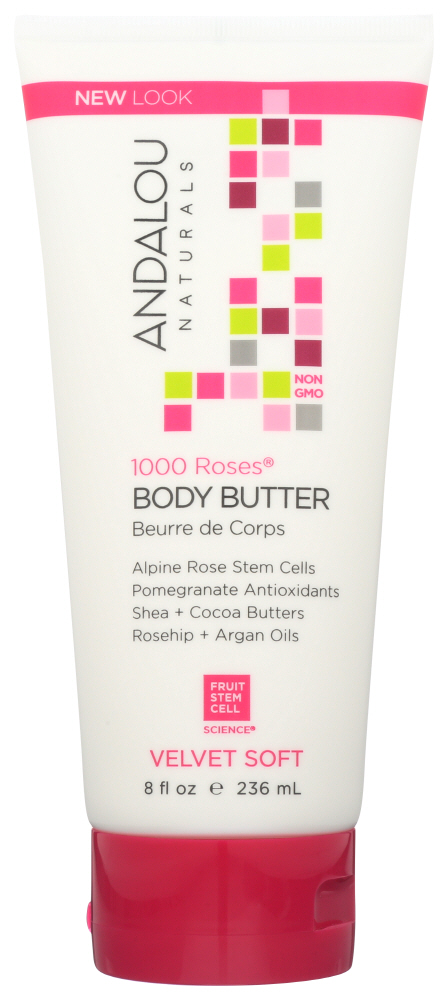 NEW LOOK
ANDALOU
NATURALS
NON
GMO
1000 Roses®
BODY BUTTER
Beurre de Corps
Alpine Rose Stem Cells
Pomegranate Antioxidants
Shea + Cocoa Butters
Rosehip + Argan Oils
FRUIT
STEM
CELL
SCIENCE®
VELVET SOFT
8 fl oz ℮ 236 mL